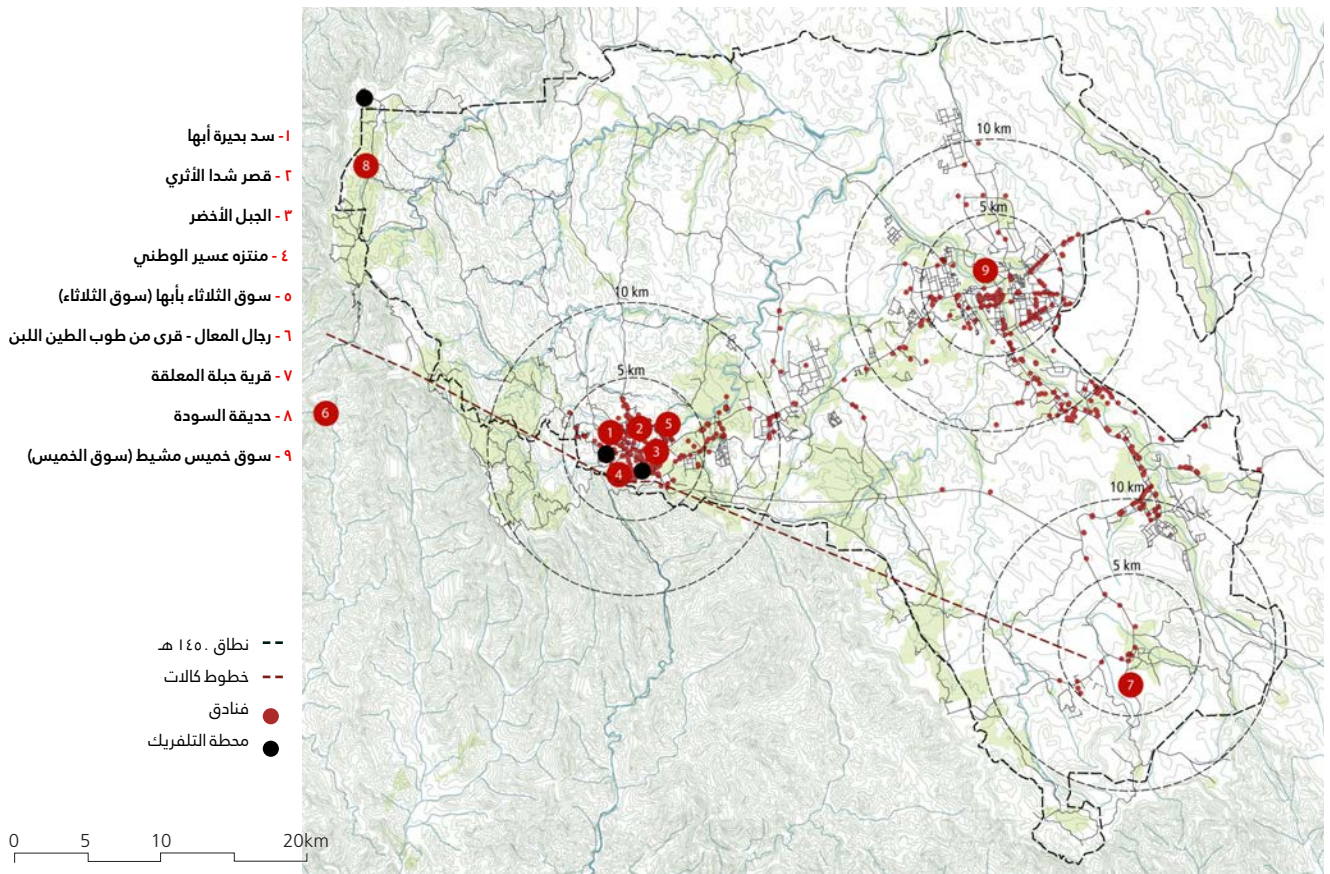 ١- سد بحيرة أبها
٢ - قصر شدا الأثري
٣ - الجبل الأخضر
٤ - منتزه عسير الوطني
٥ - سوق الثلاثاء بأبها (سوق الثلاثاء)
٦ - رجال المعال - قرى من طوب الطين اللبن
٧ - قرية حبلة المعلقة
٨ - حديقة السودة
٩ - سوق خميس مشيط (سوق الخميس)
نطاق ١٤٥٠ هـ
خطوط كالات
فنادق
محطة التلفريك
0 5 10 20km
10 km
5 km
9
8
10 km
5 km
6
1
2
5
3
4
10 km
5 km
7